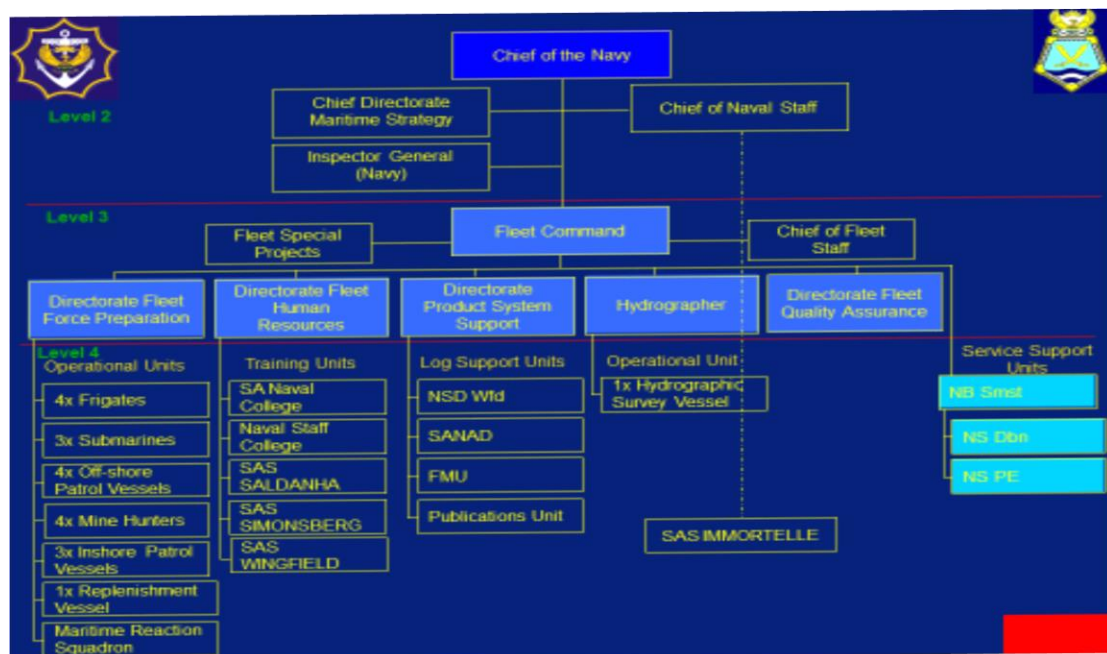 Chief of the Navy
Chief Directorate
Maritime Strategy
Chief of Naval Staff
Level 2
Inspector General
(Navy)
Level 3
Fleet Special
Projects
Fleet Command
Chief of Fleet
Staff
Directorate Fleet
Force Preparation
Directorate Fleet
Human
Resources
Directorate
Product System
Support
Hydrographer
Directorate Fleet
Quality Assurance
Level 4
Operational Units
4x Frigates
3x Submarines
4x Off-shore
Patrol Vessels
4x Mine Hunters
3x Inshore Patrol
Vessels
1x Replenishment
Vessel
Maritime Reaction
Squadron
Training Units
SA Naval
College
Naval Staff
College
SAS
SALDANHA
SAS
SIMONSBERG
SAS
WINGFIELD
Log Support Units
NSD Wfd
SANAD
FMU
Publications Unit
Operational Unit
1x Hydrographic
Survey Vessel
SAS IMMORTELLE
Service Support
Units
NB Smst
NS Dbn
NS PE